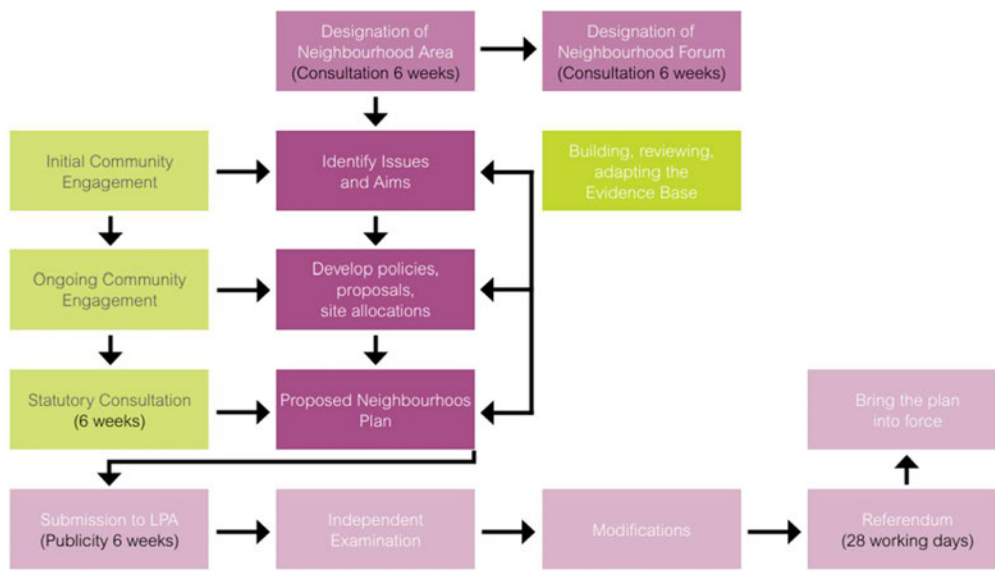 Designation of
Neighbourhood Area
(Consultation 6 weeks)
Designation of
Neighbourhood Forum
(Consultation 6 weeks)
Initial Community
Engagement
Identify Issues
and Aims
Building, reviewing,
adapting the
Evidence Base
Ongoing Community
Engagement
Develop policies,
proposals,
site allocations
Statutory Consultation
(6 weeks)
Proposed Neighbourhoos
Plan
Bring the plan
into force
Submission to LPA
(Publicity 6 weeks)
Independent
Examination
Modifications
Referendum
(28 working days)